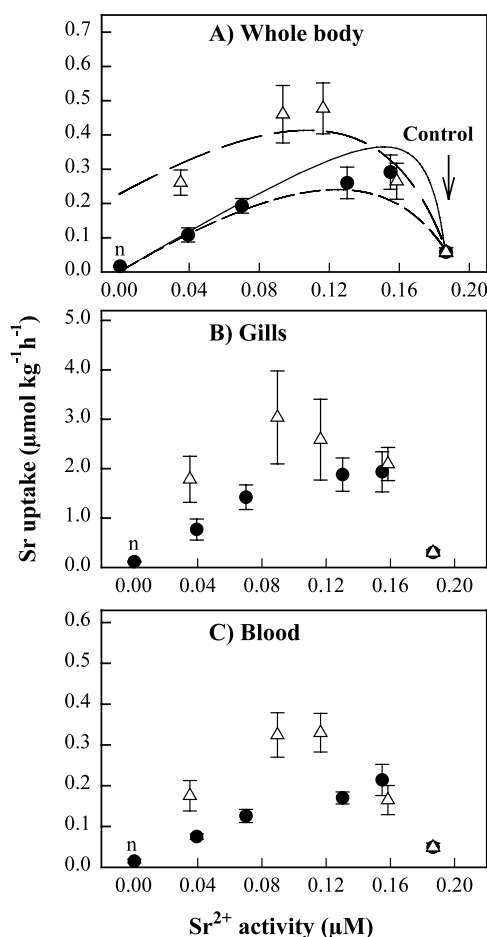 A) Whole body
0.7
0.6
0.5
0.4
0.3
0.2
0.1
0.0
Control
n
0.00 0.04 0.08 0.12 0.16 0.20
B) Gills
5.0
4.0
3.0
2.0
1.0
0.0
n
0.00 0.04 0.08 0.12 0.16 0.20
C) Blood
0.6
0.5
0.4
0.3
0.2
0.1
0.0
n
0.00 0.04 0.08 0.12 0.16 0.20
Sr uptake (µmol kg⁻¹h⁻¹)
Sr²⁺ activity (µM)